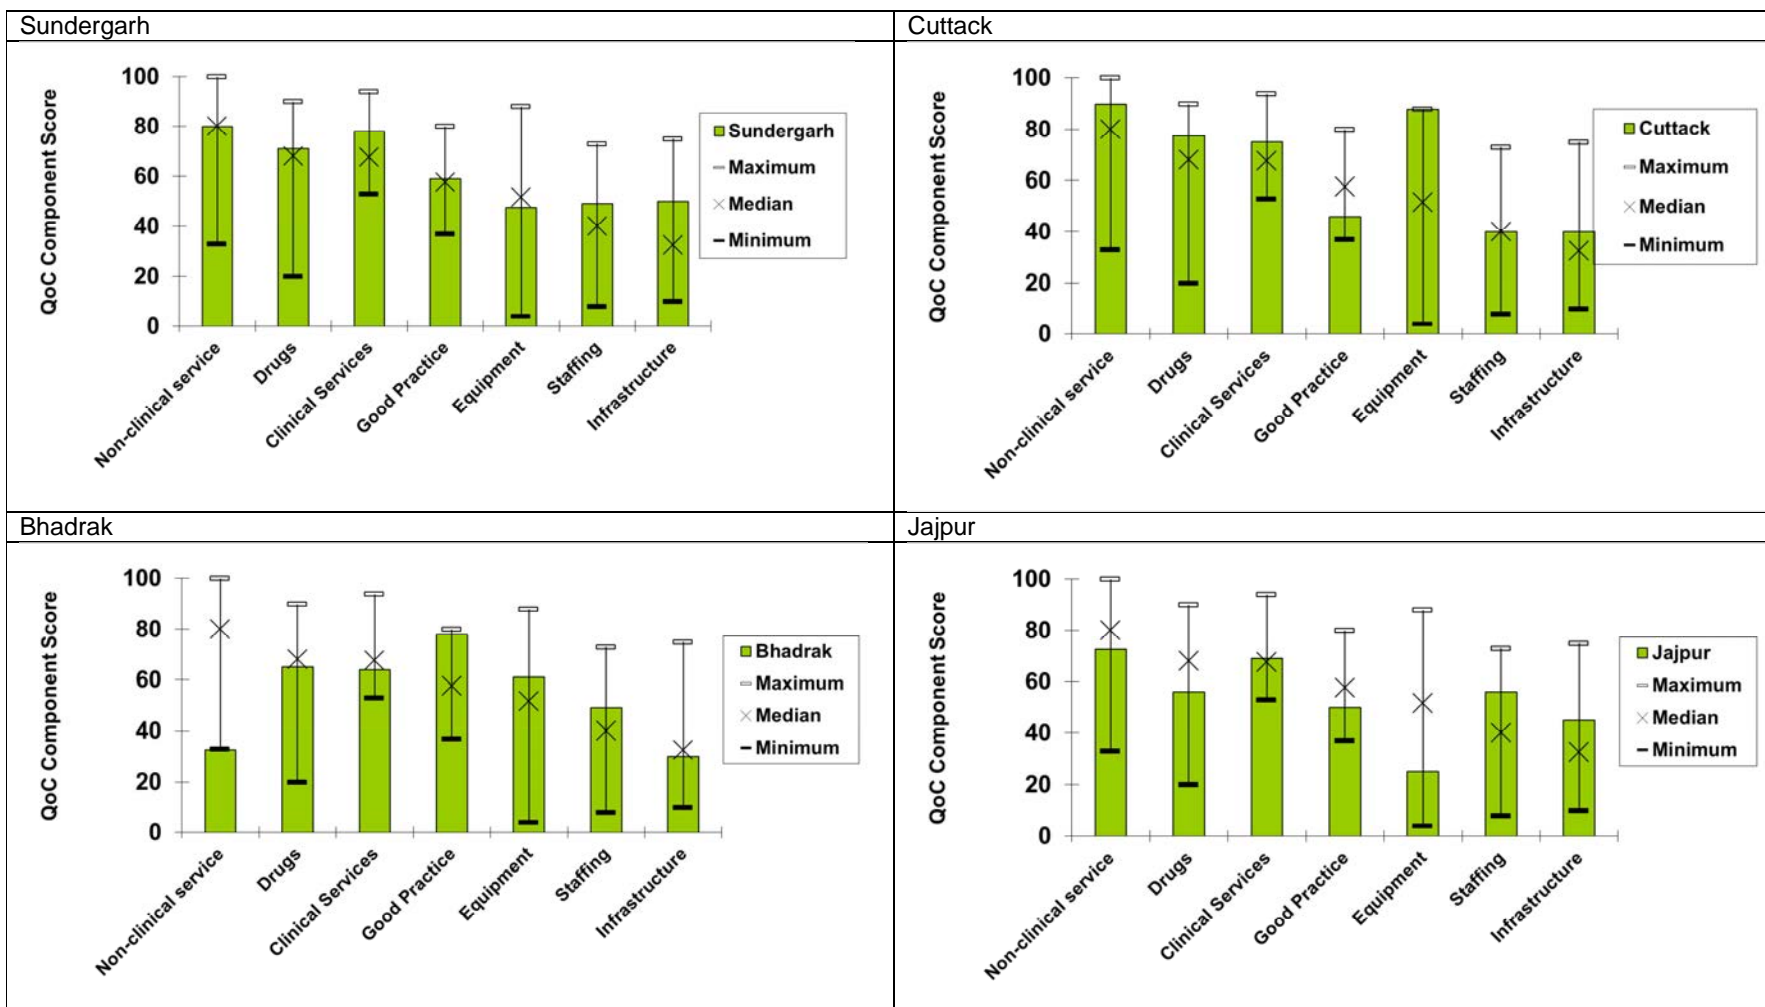 Sundergarh
QoC Component Score
100
80
60
40
20
0
Non-clinical service
Drugs
Clinical Services
Good Practice
Equipment
Staffing
Infrastructure
Sundergarh
Maximum
Median
Minimum
Cuttack
QoC Component Score
100
80
60
40
20
0
Non-clinical service
Drugs
Clinical Services
Good Practice
Equipment
Staffing
Infrastructure
Cuttack
Maximum
Median
Minimum
Bhadrak
QoC Component Score
100
80
60
40
20
0
Non-clinical service
Drugs
Clinical Services
Good Practice
Equipment
Staffing
Infrastructure
Bhadrak
Maximum
Median
Minimum
Jajpur
QoC Component Score
100
80
60
40
20
0
Non-clinical service
Drugs
Clinical Services
Good Practice
Equipment
Staffing
Infrastructure
Jajpur
Maximum
Median
Minimum